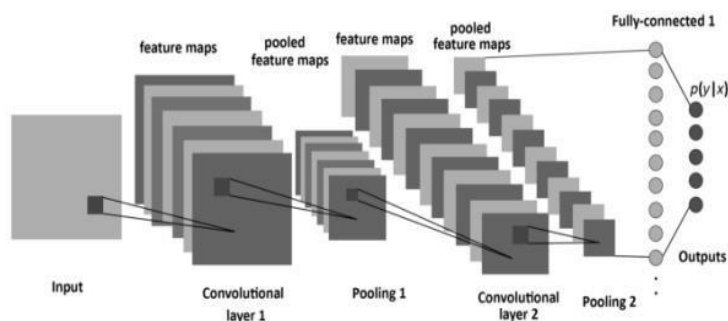 Fully-connected 1
feature maps
pooled
feature maps
feature maps
pooled
feature maps
p(y|x)
Input
Convolutional
layer 1
Pooling 1
Convolutional
layer 2
Pooling 2
Outputs